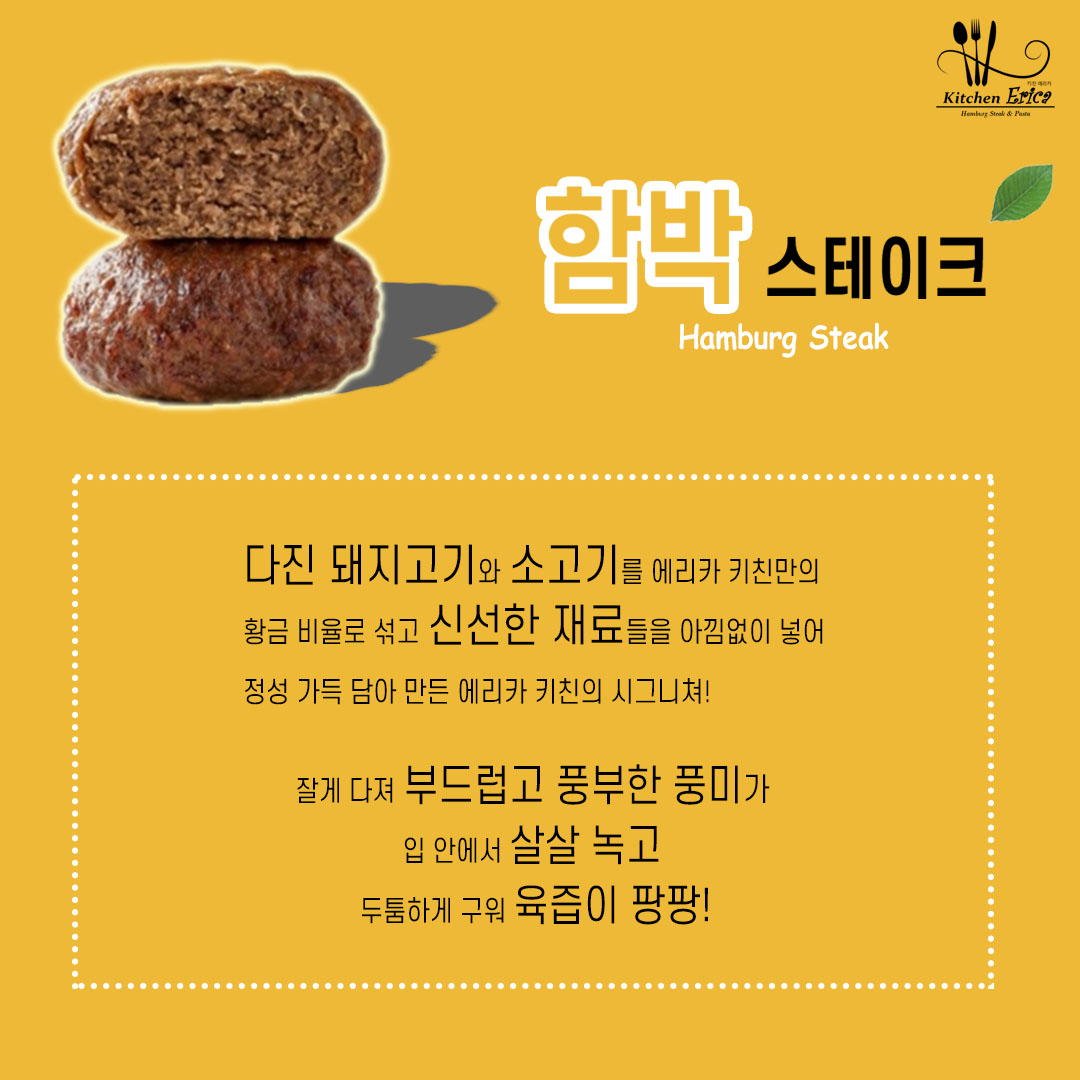 키친 에리카
Kitchen Erica
Hamburg Steak & Pasta
함박 스테이크
Hamburg Steak
다진 돼지고기와 소고기를 에리카 키친만의
황금 비율로 섞고 신선한 재료들을 아낌없이 넣어
정성 가득 담아 만든 에리카 키친의 시그니쳐!
잘게 다져 부드럽고 풍부한 풍미가
입 안에서 살살 녹고
두툼하게 구워 육즙이 팡팡!